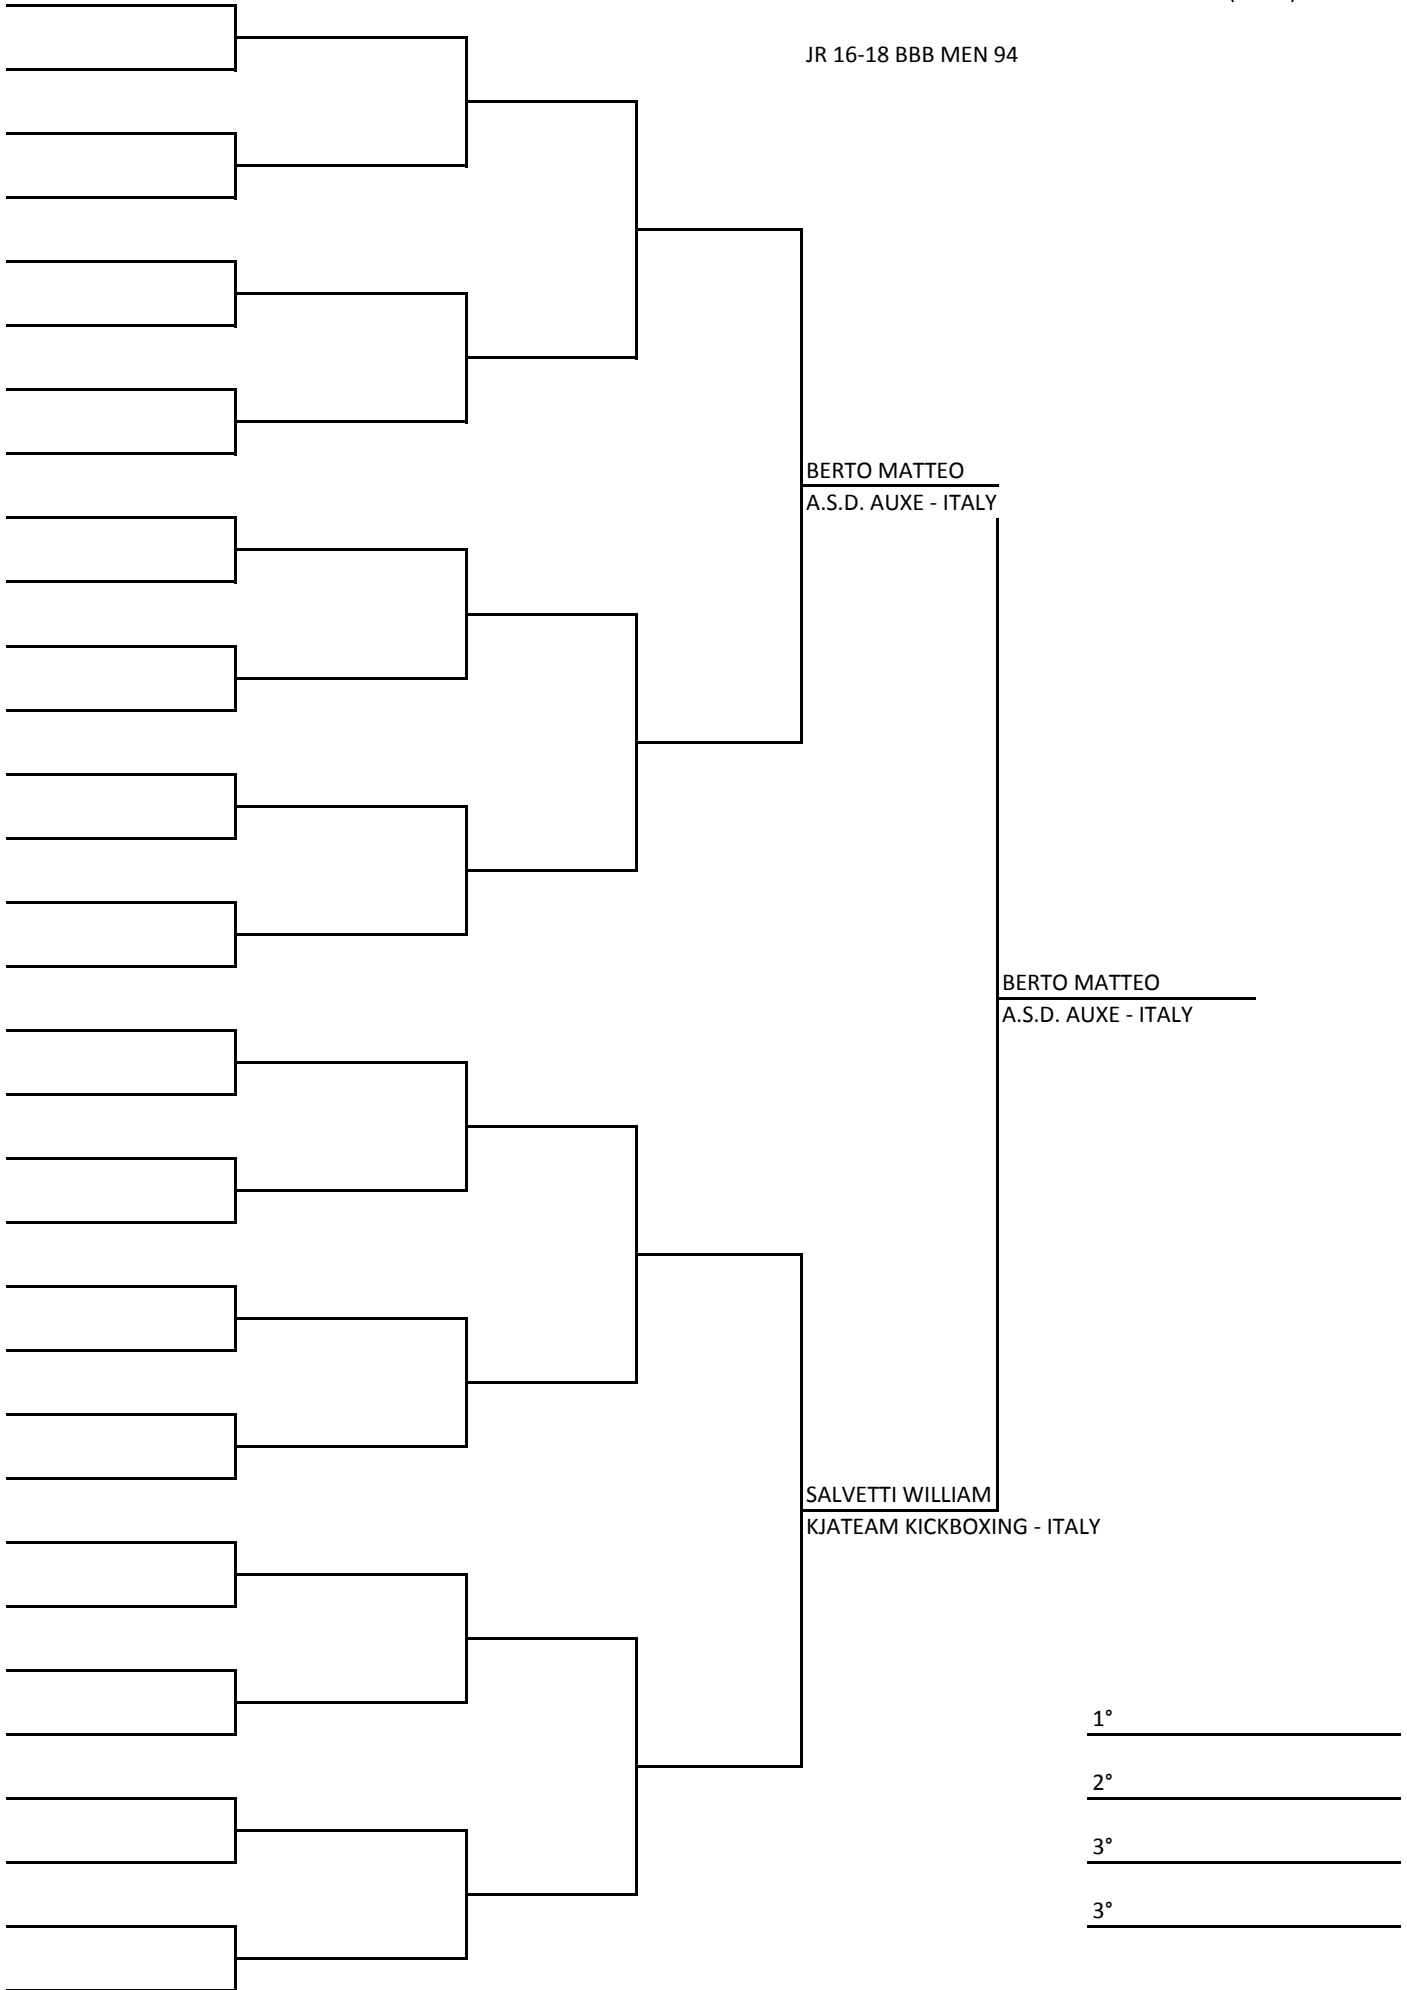 JR 16-18 BBB MEN 94
BERTO MATTEO
A.S.D. AUXE - ITALY
BERTO MATTEO
A.S.D. AUXE - ITALY
SALVETTI WILLIAM
KJATEAM KICKBOXING - ITALY
1°
2°
3°
3°